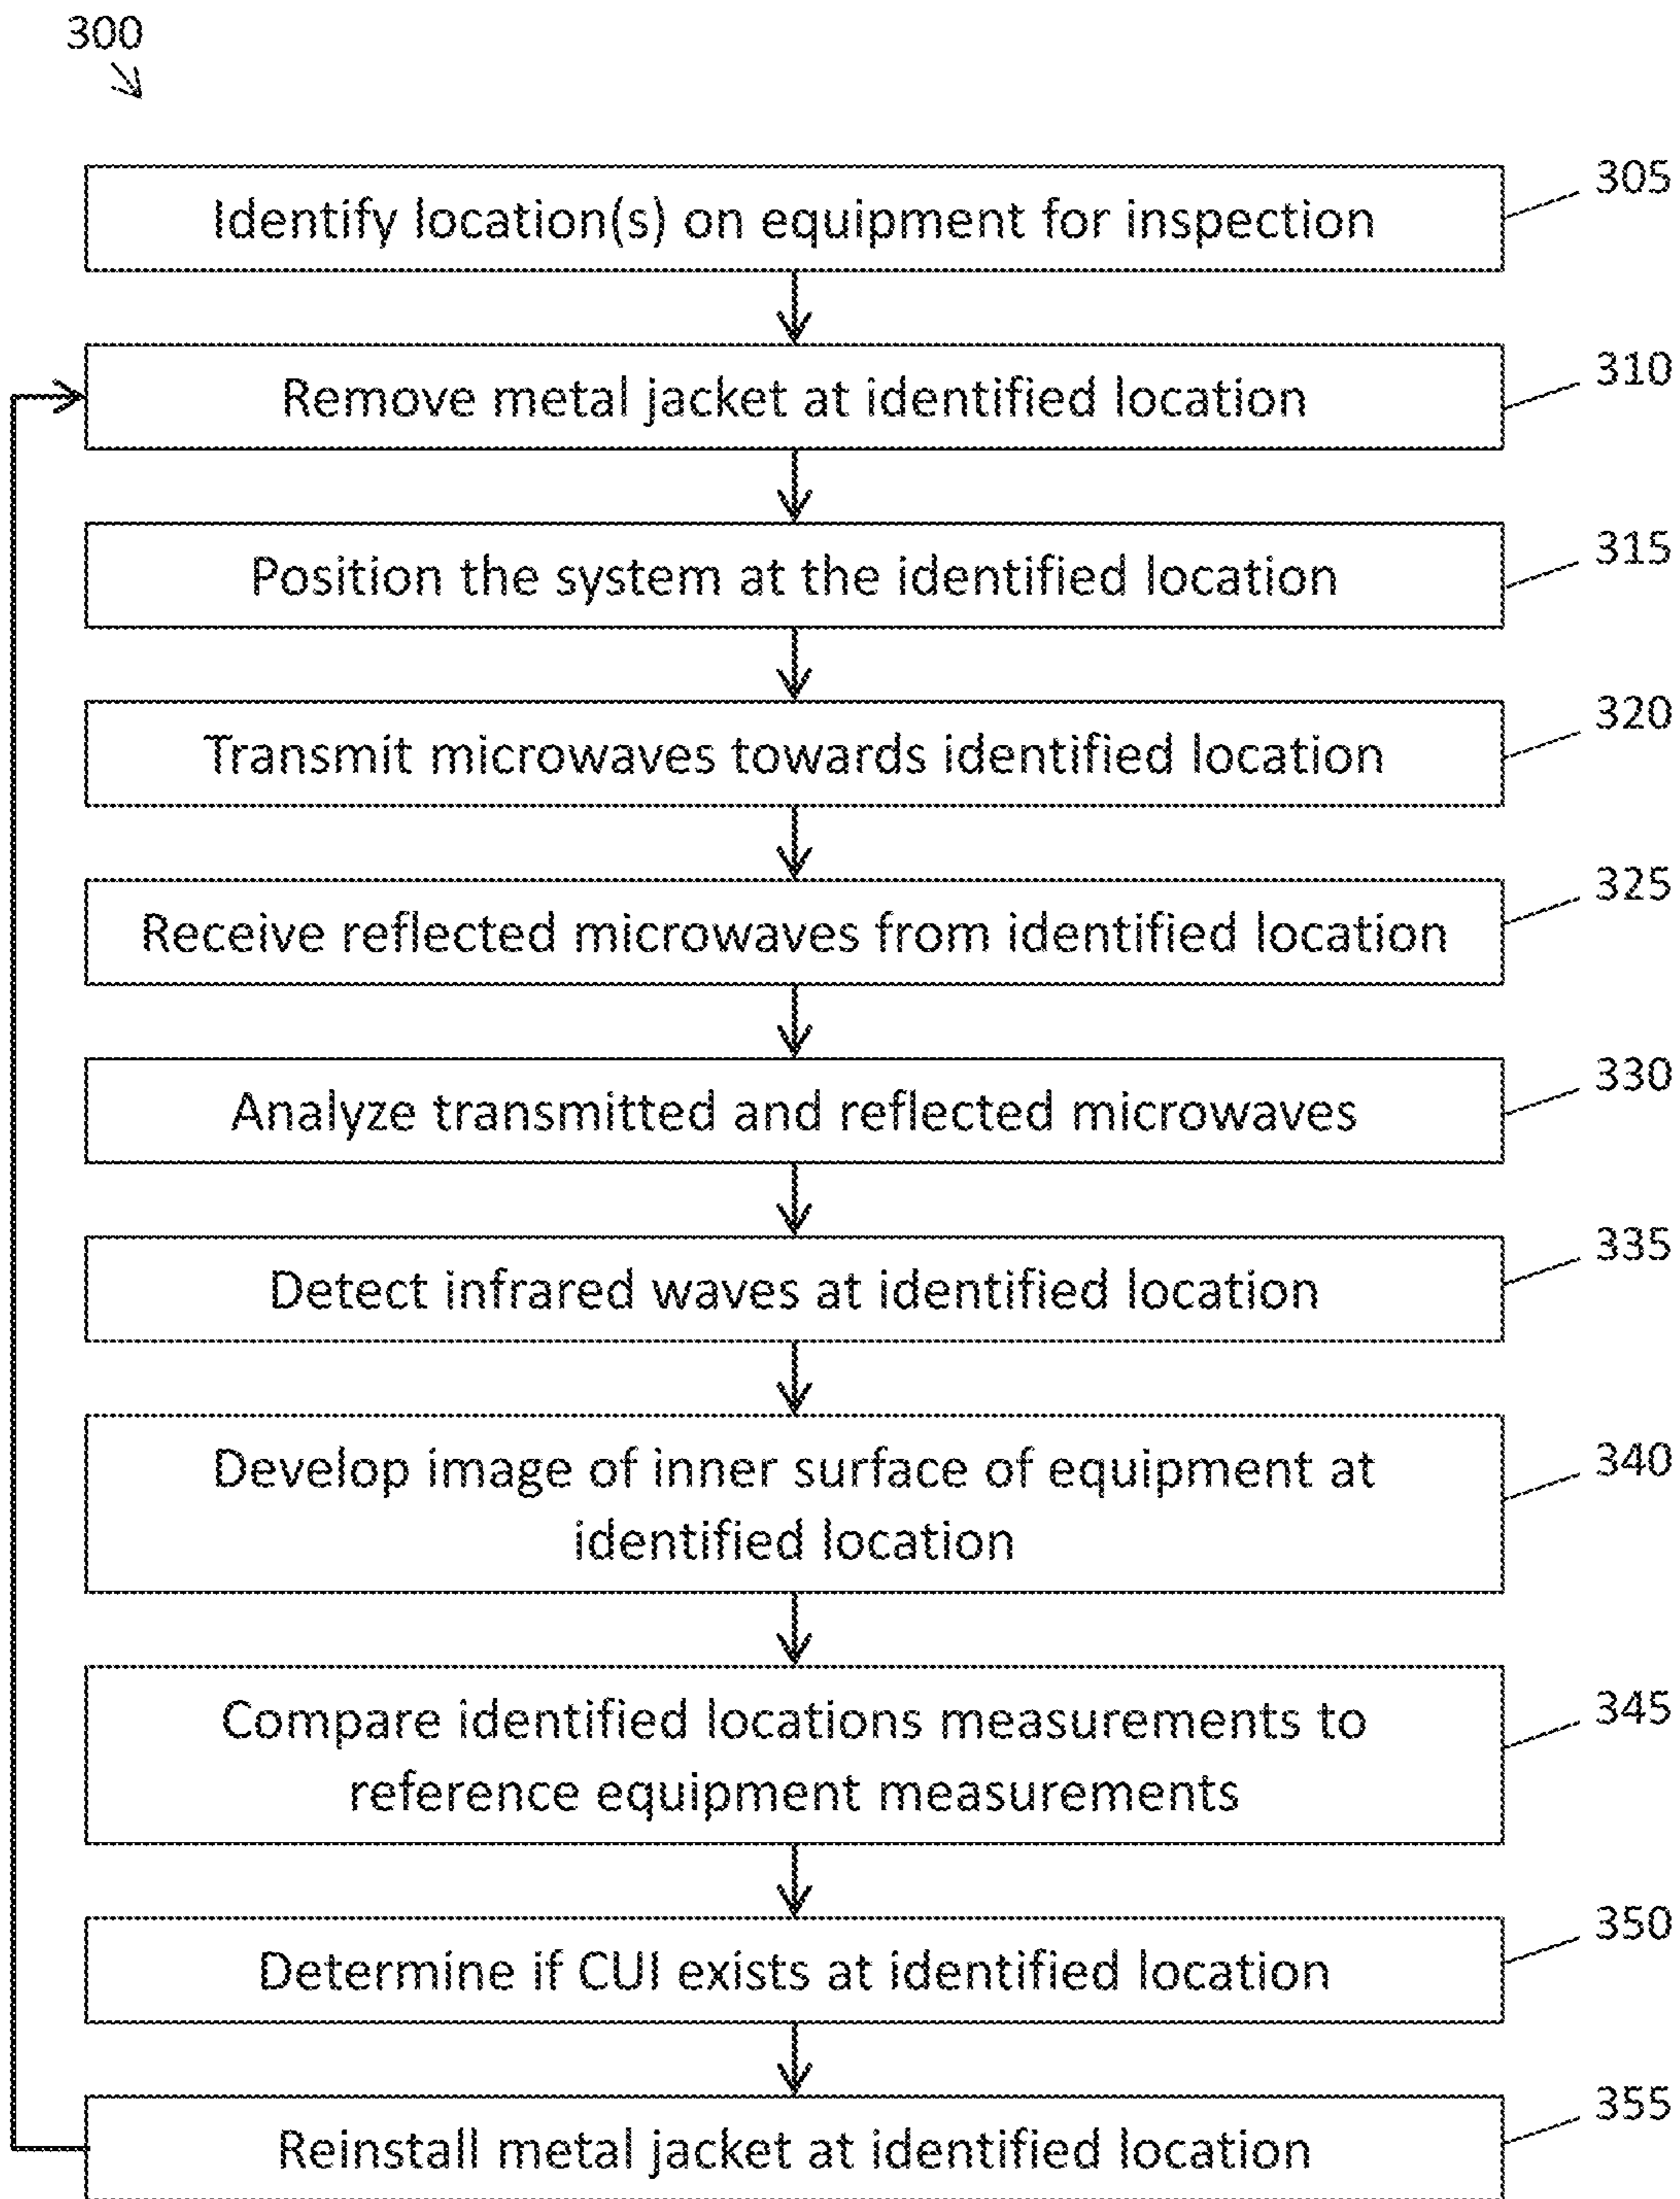 300
Identify location(s) on equipment for inspection
305
Remove metal jacket at identified location
310
Position the system at the identified location
315
Transmit microwaves towards identified location
320
Receive reflected microwaves from identified location
325
Analyze transmitted and reflected microwaves
330
Detect infrared waves at identified location
335
Develop image of inner surface of equipment at
identified location
340
Compare identified locations measurements to
reference equipment measurements
345
Determine if CUI exists at identified location
350
Reinstall metal jacket at identified location
355